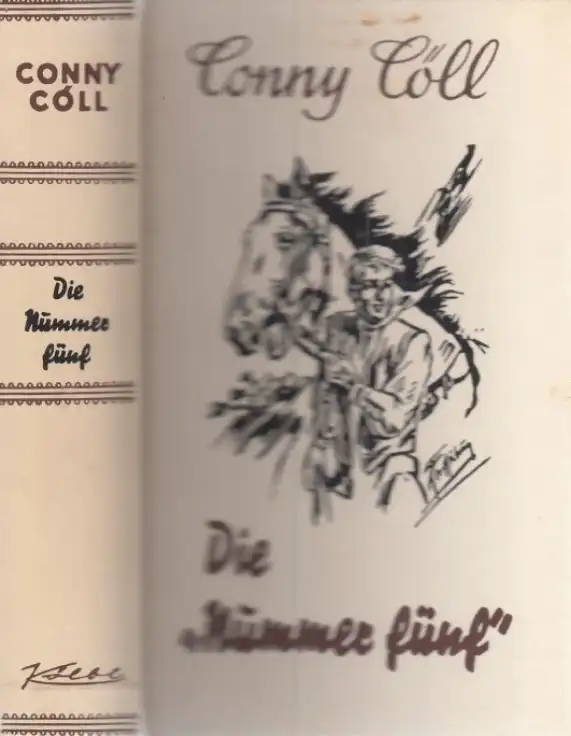 CONNY
CÖLL
Die
Nummer
fünf
Conny Cöll
Die
„Nummer fünf"